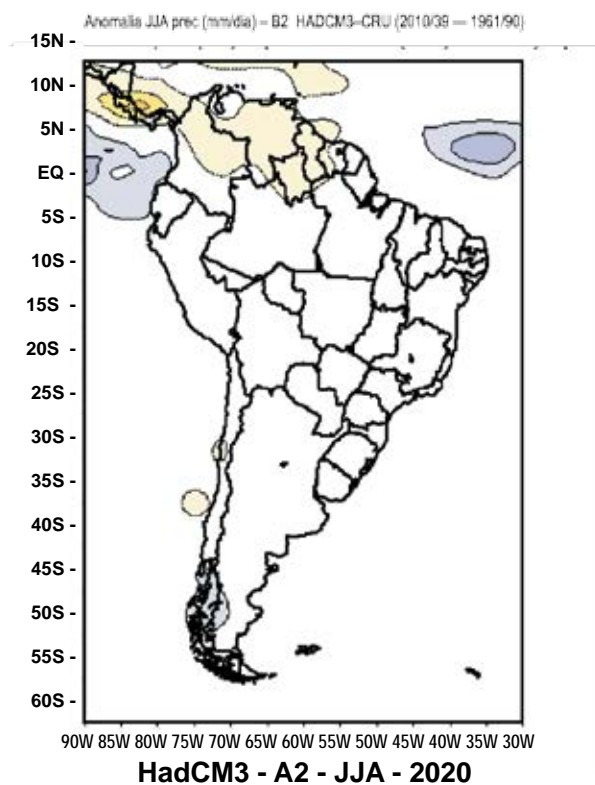 Anomalia JJA prec (mm/dia) – B2 HADCM3–CRU (2010/39 — 1961/90)
15N -
10N -
5N -
EQ -
5S -
10S -
15S -
20S -
25S -
30S -
35S -
40S -
45S -
50S -
55S -
60S -
90W 85W 80W 75W 70W 65W 60W 55W 50W 45W 40W 35W 30W
HadCM3 - A2 - JJA - 2020